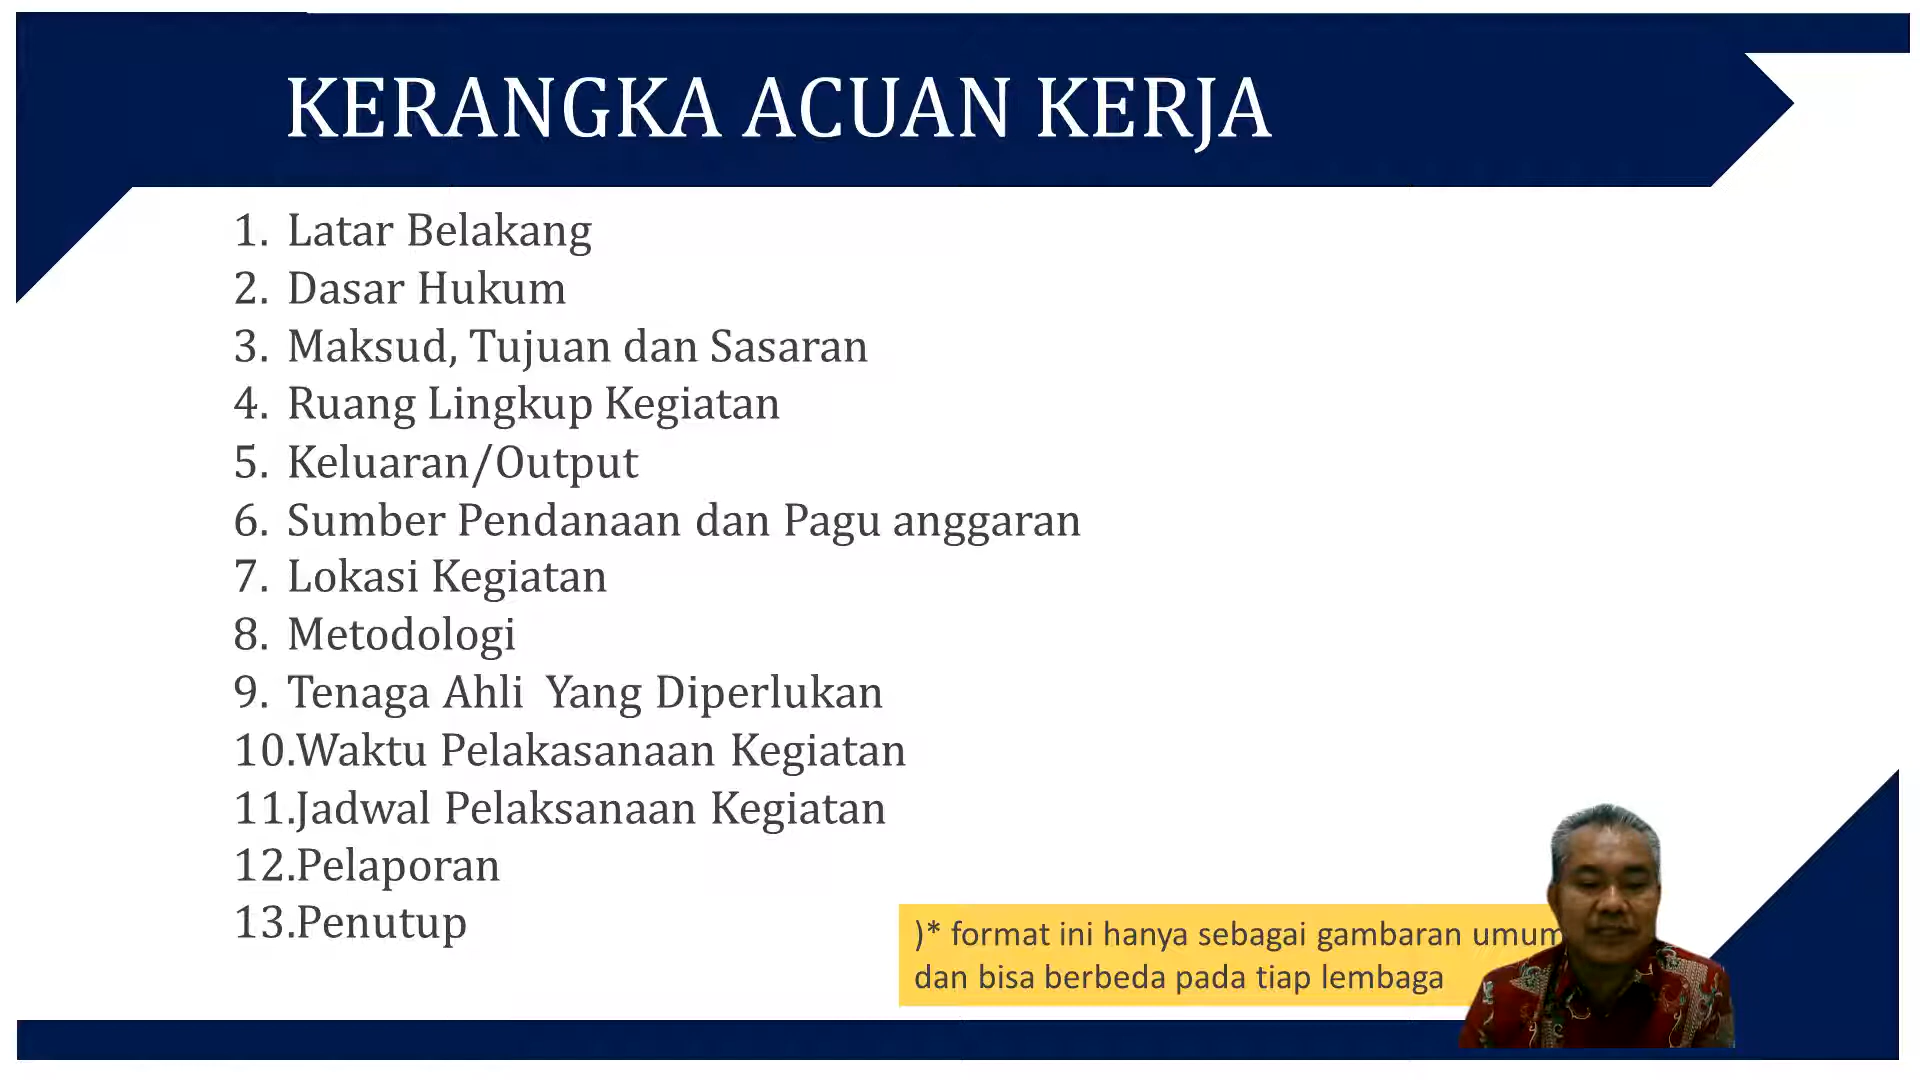 KERANGKA ACUAN KERJA
1. Latar Belakang
2. Dasar Hukum
3. Maksud, Tujuan dan Sasaran
4. Ruang Lingkup Kegiatan
5. Keluaran/Output
6. Sumber Pendanaan dan Pagu anggaran
7. Lokasi Kegiatan
8. Metodologi
9. Tenaga Ahli  Yang Diperlukan
10.Waktu Pelakasanaan Kegiatan
11.Jadwal Pelaksanaan Kegiatan
12.Pelaporan
13.Penutup
)* format ini hanya sebagai gambaran umum
dan bisa berbeda pada tiap lembaga